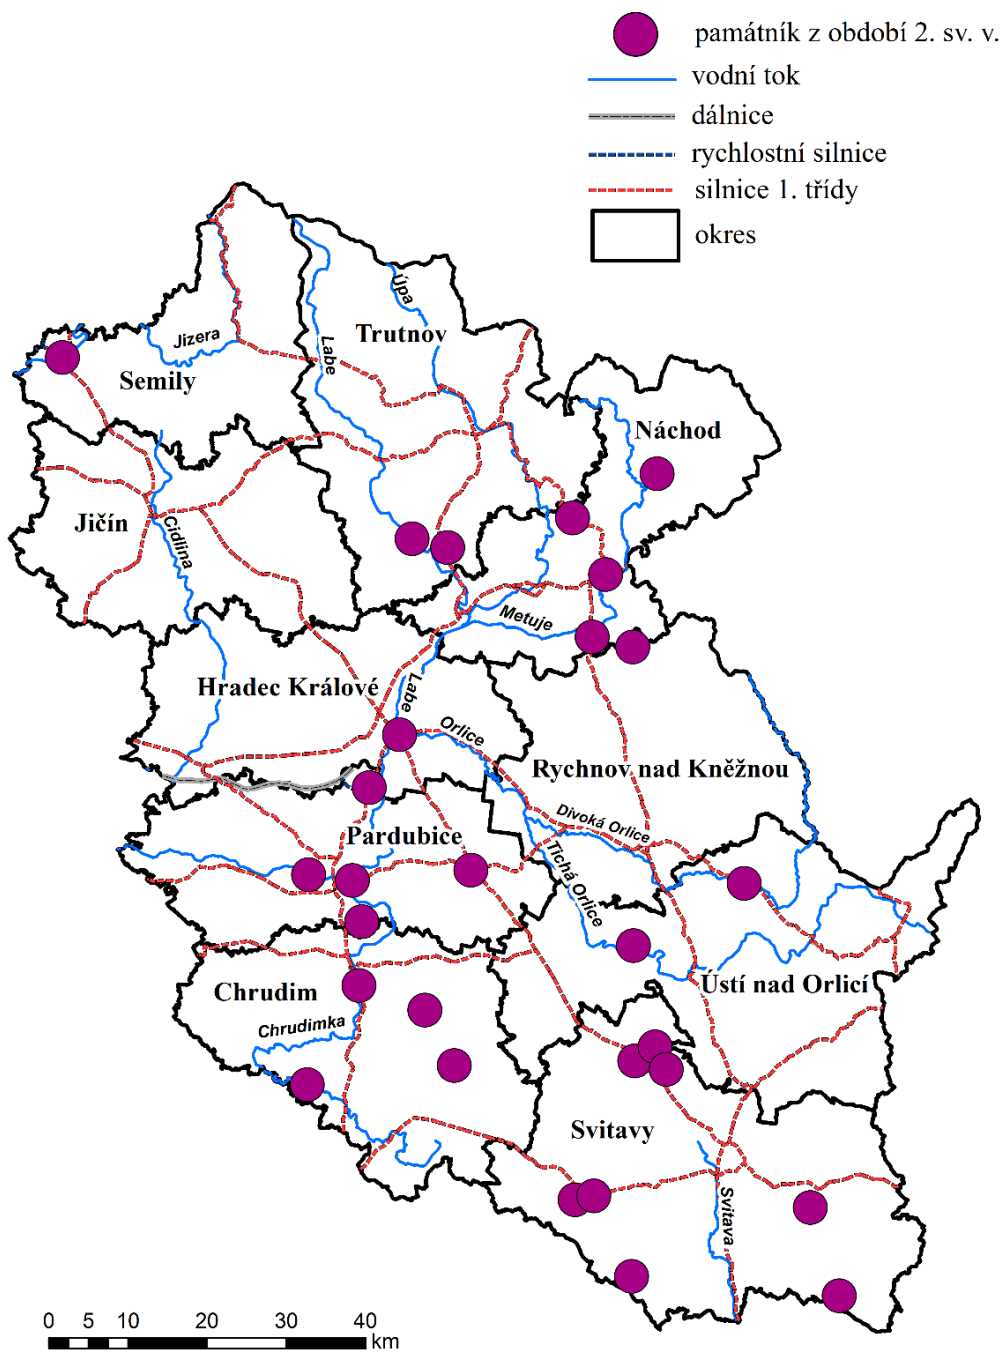 památník z období 2. sv. v.
vodní tok
dálnice
rychlostní silnice
silnice 1. třídy
okres
Úpa
Jizera
Labe
Trutnov
Semily
Náchod
Jičín
Cidlina
Metuje
Hradec Králové
Labe
Orlice
Rychnov nad Kněžnou
Pardubice
Divoká Orlice
Tichá Orlice
Chrudim
Ústí nad Orlicí
Chrudimka
Svitavy
Svitava
0 5 10 20 30 40
km